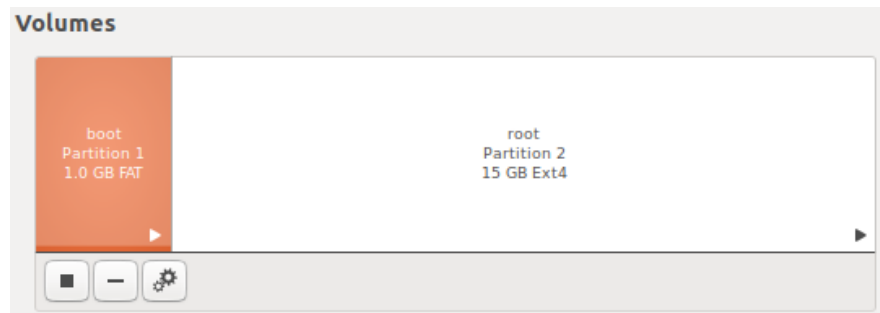 Volumes
boot
Partition 1
1.0 GB FAT
root
Partition 2
15 GB Ext4